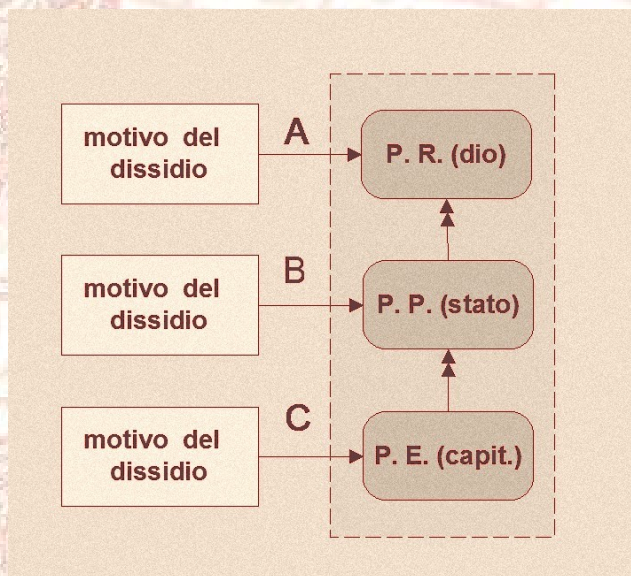 motivo del
dissidio
A
P. R. (dio)
motivo del
dissidio
B
P. P. (stato)
motivo del
dissidio
C
P. E. (capit.)